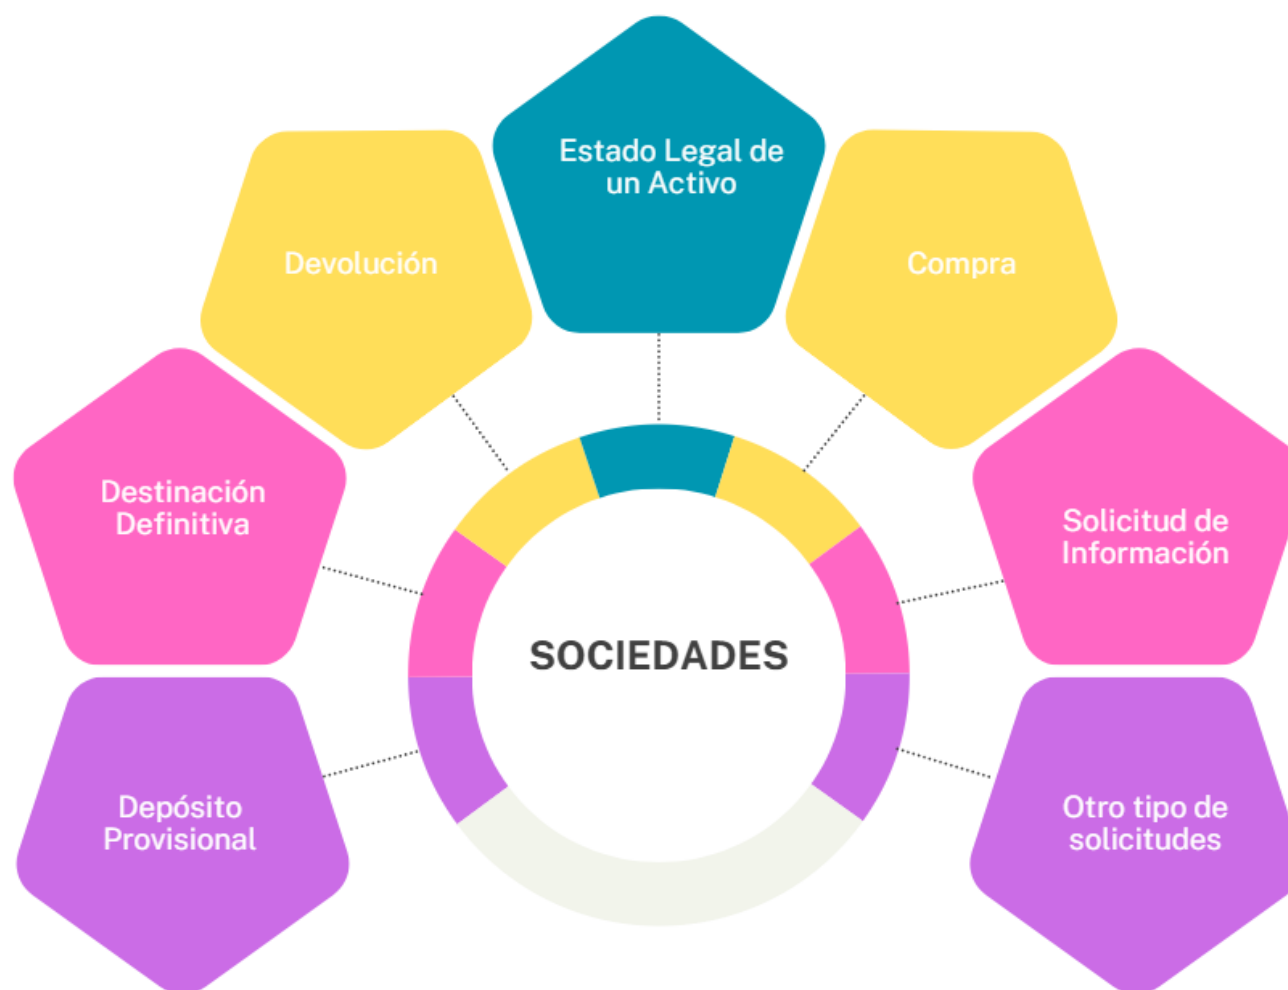 Estado Legal de
un Activo
Devolución
Compra
Destinación
Definitiva
Solicitud de
Información
SOCIEDADES
Depósito
Provisional
Otro tipo de
solicitudes